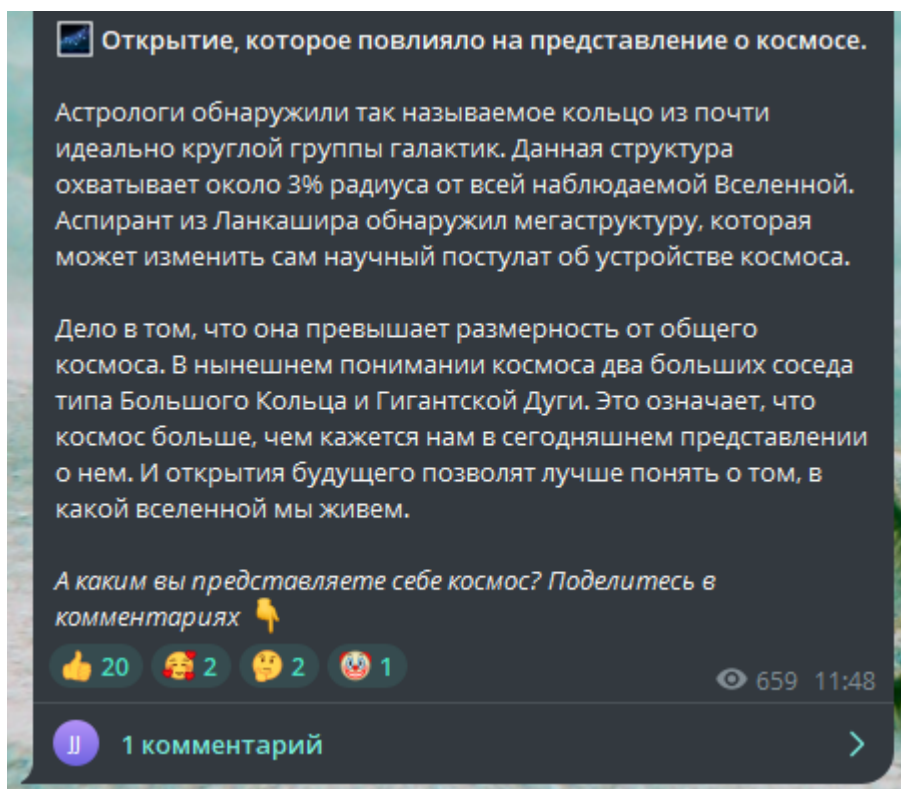 Открытие, которое повлияло на представление о космосе.
Астрологи обнаружили так называемое кольцо из почти
идеально круглой группы галактик. Данная структура
охватывает около 3% радиуса от всей наблюдаемой Вселенной.
Аспирант из Ланкашира обнаружил мегаструктуру, которая
может изменить сам научный постулат об устройстве космоса.
Дело в том, что она превышает размерность от общего
космоса. В нынешнем понимании космоса два больших соседа
типа Большого Кольца и Гигантской Дуги. Это означает, что
космос больше, чем кажется нам в сегодняшнем представлении
о нем. И открытия будущего позволят лучше понять о том, в
какой вселенной мы живем.
А каким вы представляете себе космос? Поделитесь в
комментариях 👇
👍 20 🥰 2 🤔 2 🤡 1
659 11:48
JJ 1 комментарий